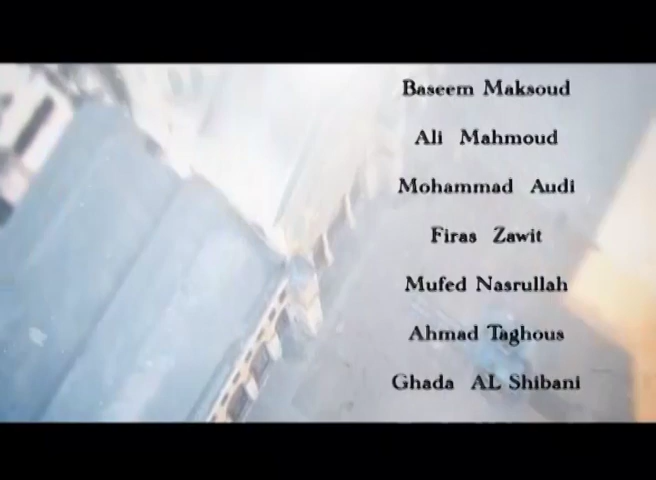 Baseem Maksoud
Ali Mahmoud
Mohammad Audi
Firas Zawit
Mufed Nasrullah
Ahmad Taghous
Ghada AL Shibani